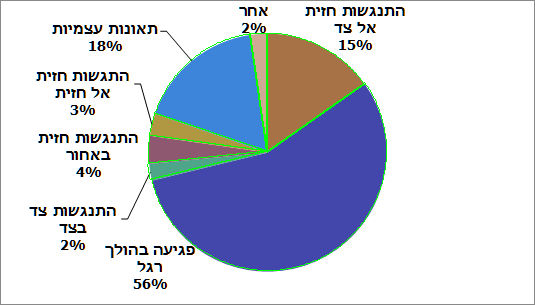 התנגשות חזית
אל צד
15%
אחר
2%
תאונות עצמיות
18%
התגשות חזית
אל חזית
3%
התנגשות חזית
באחור
4%
התנגשות צד
בצד
2%
פגיעה בהולך
רגל
56%